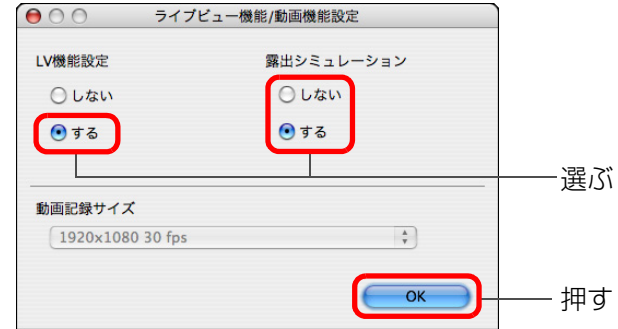 ライブビュー機能/動画機能設定
LV機能設定
露出シミュレーション
しない
しない
する
する
選ぶ
動画記録サイズ
1920x1080 30 fps
OK
押す